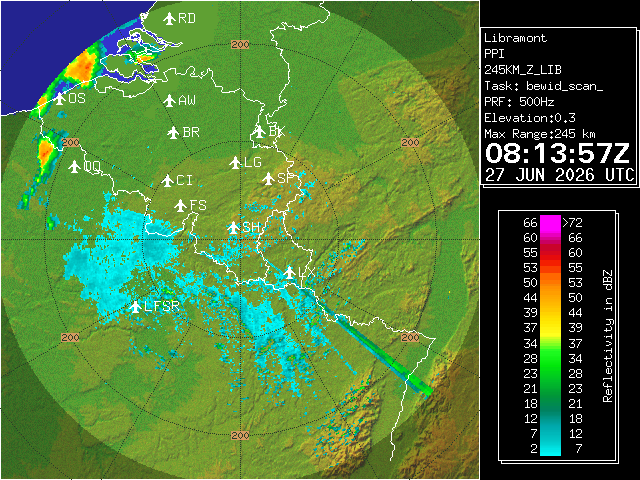 RD
200
OS
AW
BR
BK
200
200
QQ
LG
SP
CI
FS
SH
LX
LFSR
200
200
200
Libramont
PPI
245KM_Z_LIB
Task: bewid_scan_
PRF: 500Hz
Elevation:0.3
Max Range:245 km
08:13:57Z
27 JUN 2026 UTC
66 >72
60 66
55 60
53 55
50 53
44 50
39 44
37 39
34 37
28 34
23 28
21 23
18 21
12 18
7 12
2 7
Reflectivity in dBZ